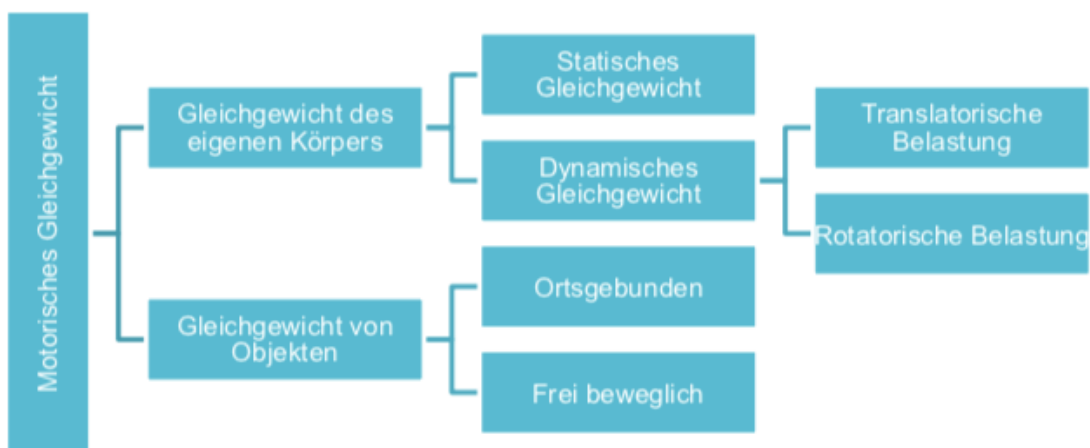 Motorisches Gleichgewicht
Gleichgewicht des
eigenen Körpers
Statisches
Gleichgewicht
Dynamisches
Gleichgewicht
Translatorische
Belastung
Rotatorische Belastung
Gleichgewicht von
Objekten
Ortsgebunden
Frei beweglich